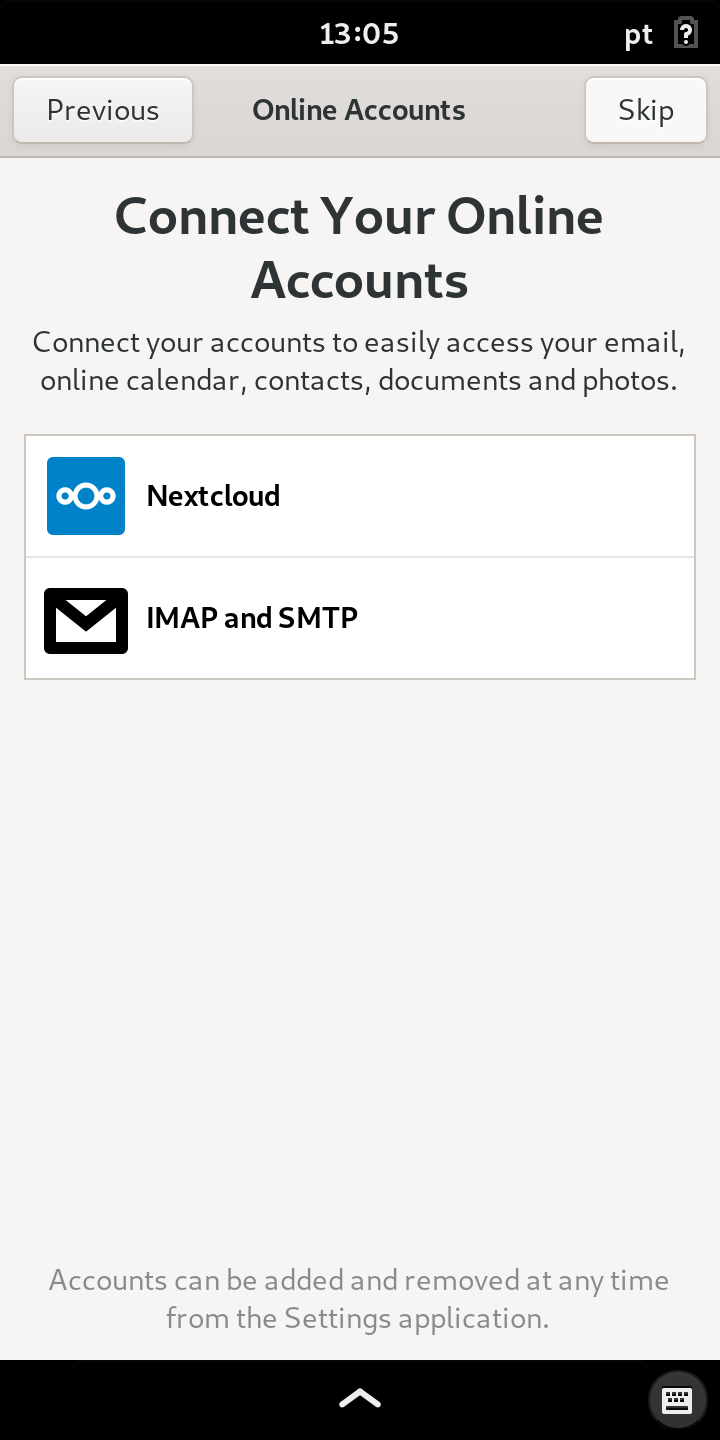 13:05
pt
Previous
Online Accounts
Skip
Connect Your Online
Accounts
Connect your accounts to easily access your email,
online calendar, contacts, documents and photos.
Nextcloud
IMAP and SMTP
Accounts can be added and removed at any time
from the Settings application.